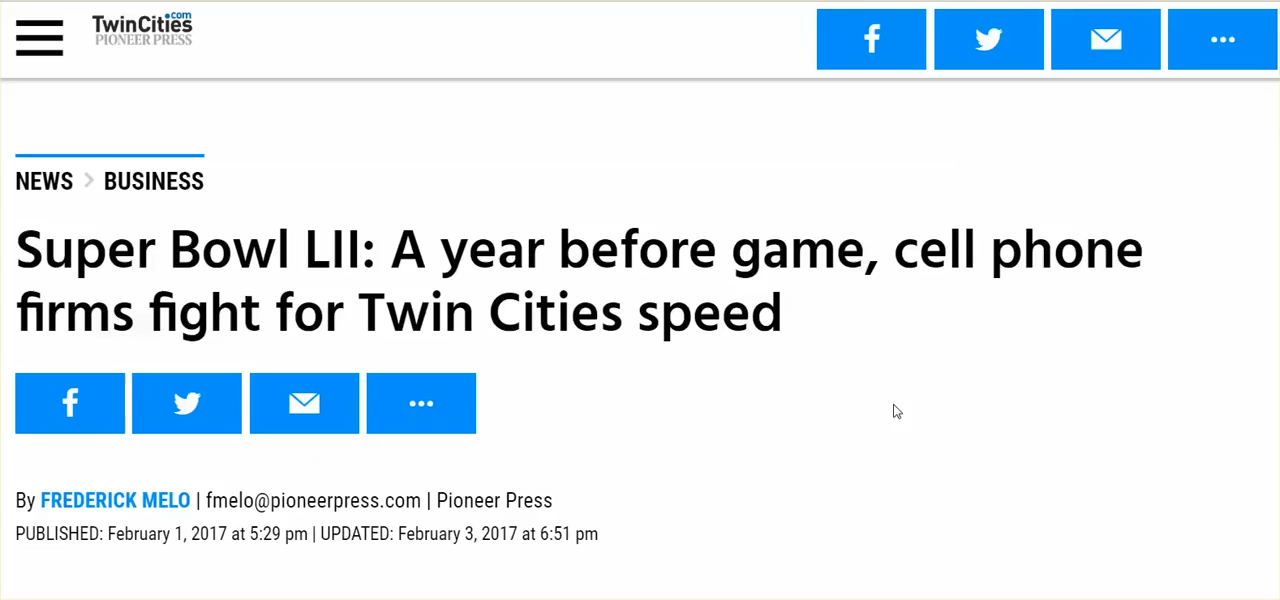 TwinCities.com
PIONEER PRESS
NEWS > BUSINESS
Super Bowl LII: A year before game, cell phone
firms fight for Twin Cities speed
By FREDERICK MELO | fmelo@pioneerpress.com | Pioneer Press
PUBLISHED: February 1, 2017 at 5:29 pm | UPDATED: February 3, 2017 at 6:51 pm